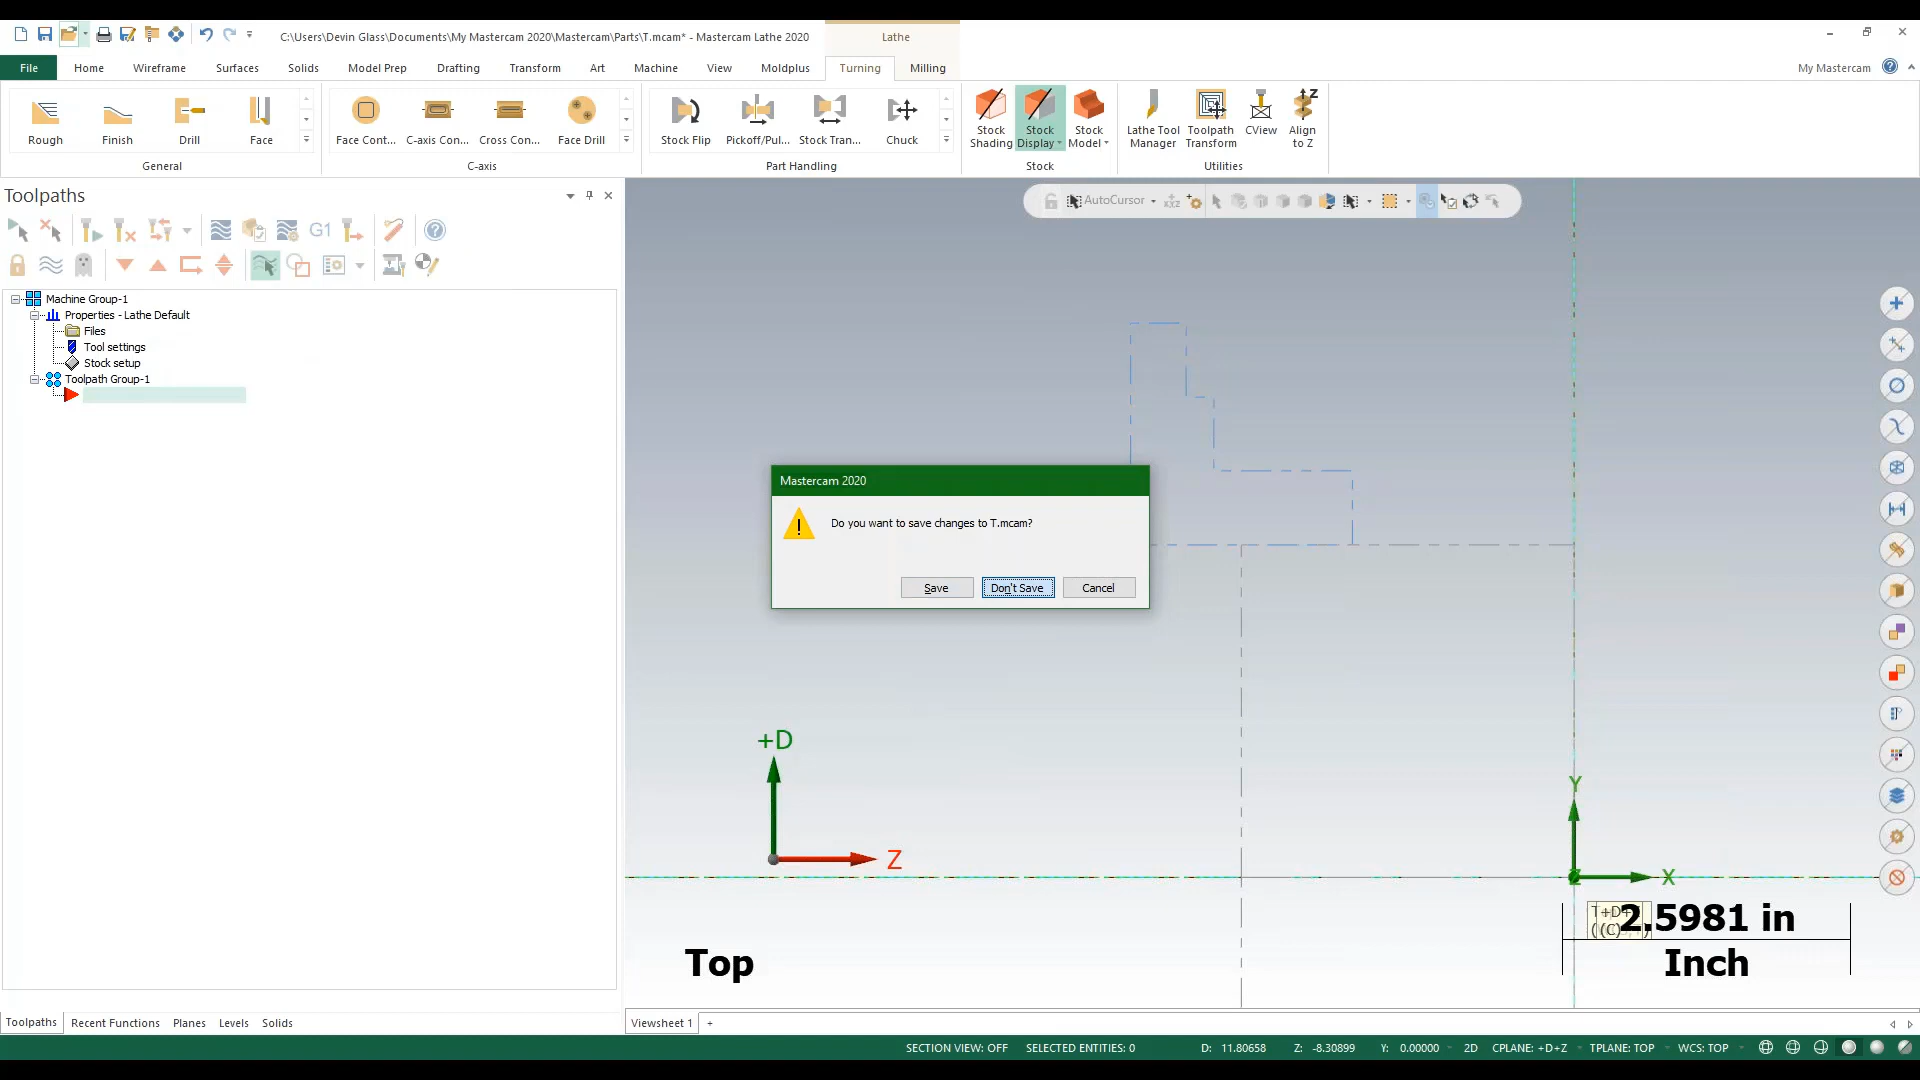 C:\Users\Devin Glass\Documents\My Mastercam 2020\Mastercam\Parts\T.mcam* - Mastercam Lathe 2020
Lathe
File Home Wireframe Surfaces Solids Model Prep Drafting Transform Art Machine View Moldplus Turning Milling My Mastercam
Rough Finish Drill Face
General
Face Cont... C-axis Con... Cross Con... Face Drill
C-axis
Stock Flip Pickoff/Pul... Stock Tran... Chuck
Part Handling
Stock Shading
Stock Display
Stock Model
Stock
Lathe Tool Manager
Toolpath Transform
CView
Align to Z
Utilities
Toolpaths
AutoCursor
G1
Machine Group-1
Properties - Lathe Default
Files
Tool settings
Stock setup
Toolpath Group-1
Mastercam 2020
Do you want to save changes to T.mcam?
Save Don't Save Cancel
+D
Z
Y
X
Z
2.5981 in
Inch
Top
Toolpaths Recent Functions Planes Levels Solids
Viewsheet 1 +
SECTION VIEW: OFF SELECTED ENTITIES: 0 D: 11.80658 Z: -8.30899 Y: 0.00000 2D CPLANE: +D+Z TPLANE: TOP WCS: TOP